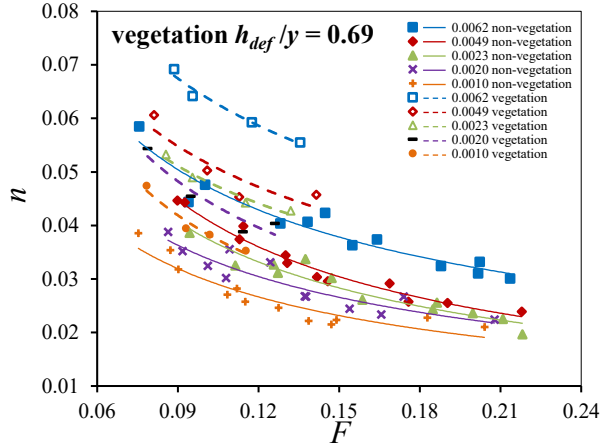 vegetation h_def /y = 0.69
0.0062 non-vegetation
0.0049 non-vegetation
0.0023 non-vegetation
0.0020 non-vegetation
0.0010 non-vegetation
0.0062 vegetation
0.0049 vegetation
0.0023 vegetation
0.0020 vegetation
0.0010 vegetation
n
0.08
0.07
0.06
0.05
0.04
0.03
0.02
0.01
0.06 0.09 0.12 0.15 0.18 0.21 0.24
F